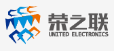 荣之联
UNITED ELECTRONICS